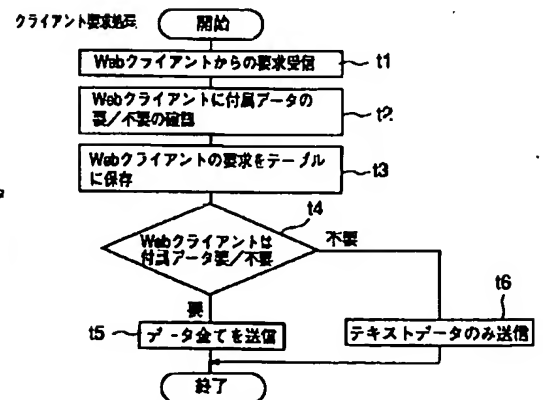 クライアント要求処理
開始
Webクライアントからの要求受信
t1
Webクライアントに付属データの
要／不要の確認
t2
Webクライアントの要求をテーブル
に保存
t3
t4
Webクライアントは
付属データ要／不要
不要
要
t6
t5
データ全てを送信
テキストデータのみ送信
終了